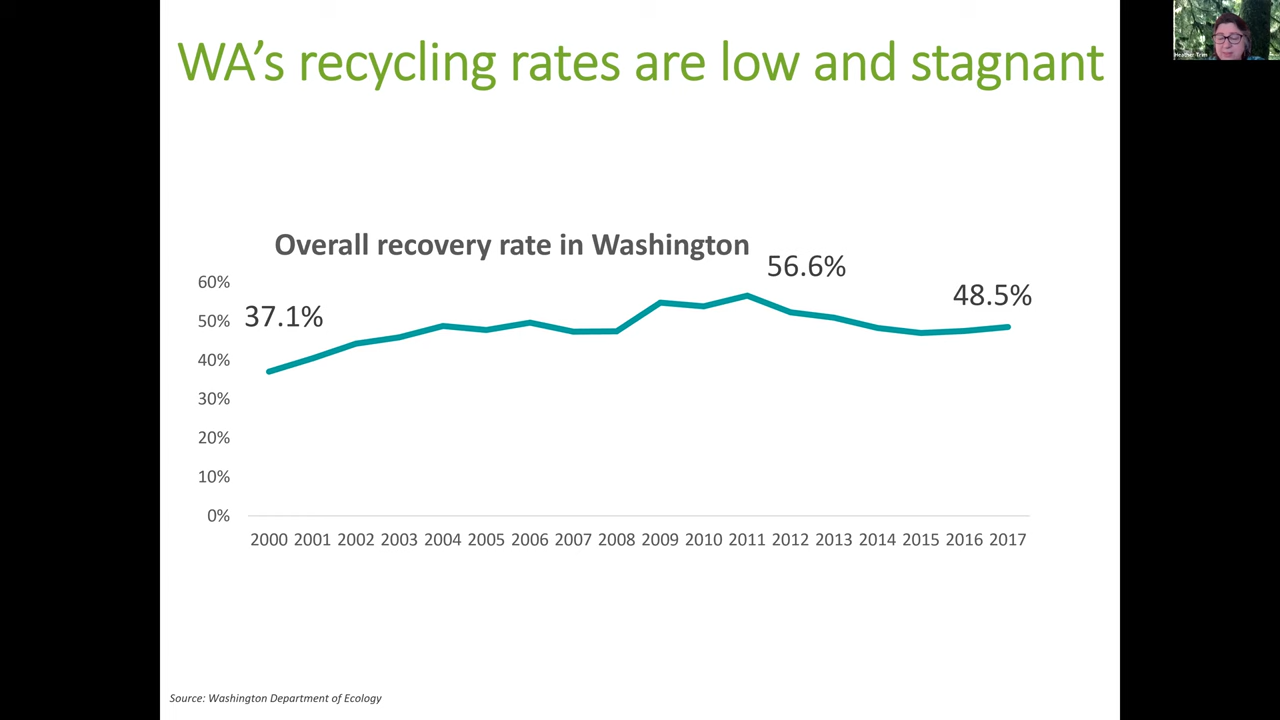 WA's recycling rates are low and stagnant
Heather Trim
Overall recovery rate in Washington
56.6%
60%
48.5%
50%
37.1%
40%
30%
20%
10%
0%
2000 2001 2002 2003 2004 2005 2006 2007 2008 2009 2010 2011 2012 2013 2014 2015 2016 2017
Source: Washington Department of Ecology